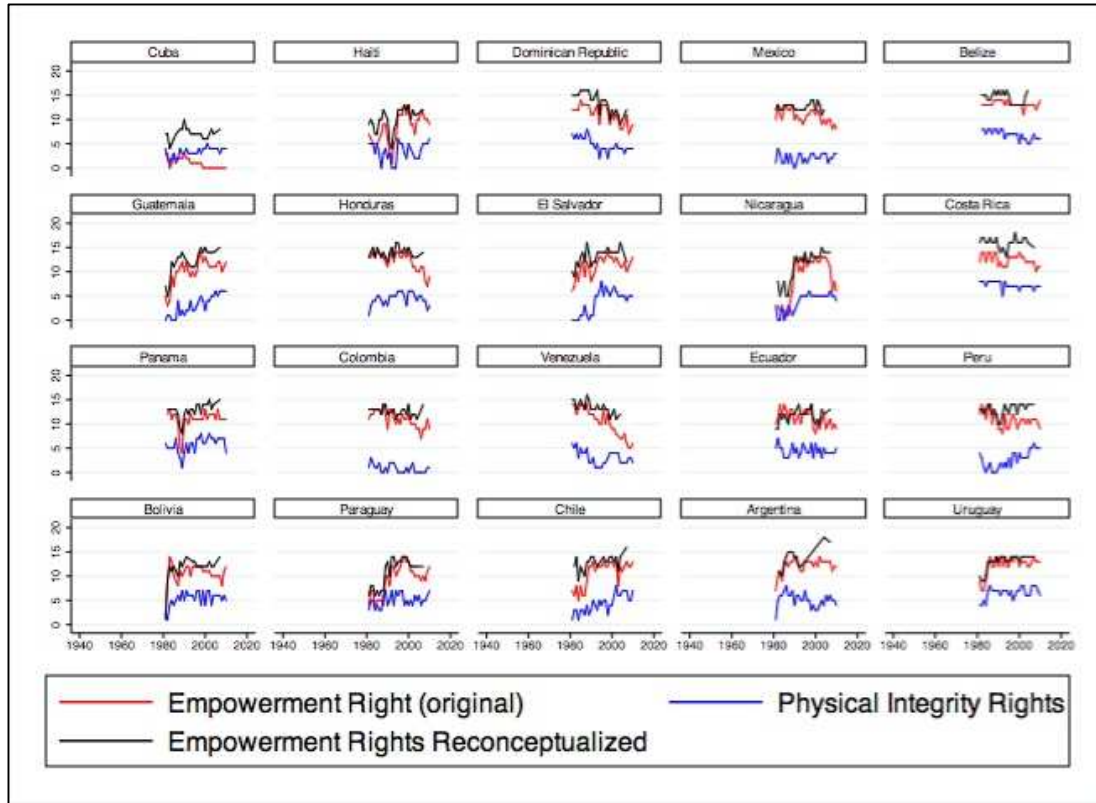 Cuba Haiti Dominican Republic Mexico Belize
0 5 10 15 20
Guatemala Honduras El Salvador Nicaragua Costa Rica
0 5 10 15 20
Panama Colombia Venezuela Ecuador Peru
0 5 10 15 20
Bolivia Paraguay Chile Argentina Uruguay
0 5 10 15 20
1940 1960 1980 2000 2020 1940 1960 1980 2000 2020 1940 1960 1980 2000 2020 1940 1960 1980 2000 2020 1940 1960 1980 2000 2020
Empowerment Right (original) Physical Integrity Rights
Empowerment Rights Reconceptualized